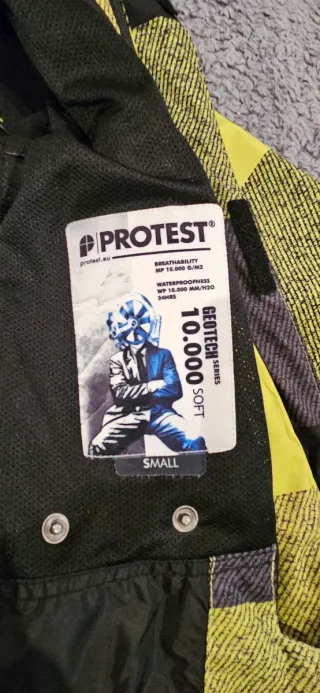 PROTEST®
protest.eu
BREATHABILITY
MP 10.000 G/M2
WATERPROOFNESS
WP 10.000 MM/H2O
24HRS
GEOTECH SERIES
10.000 SOFT
SMALL